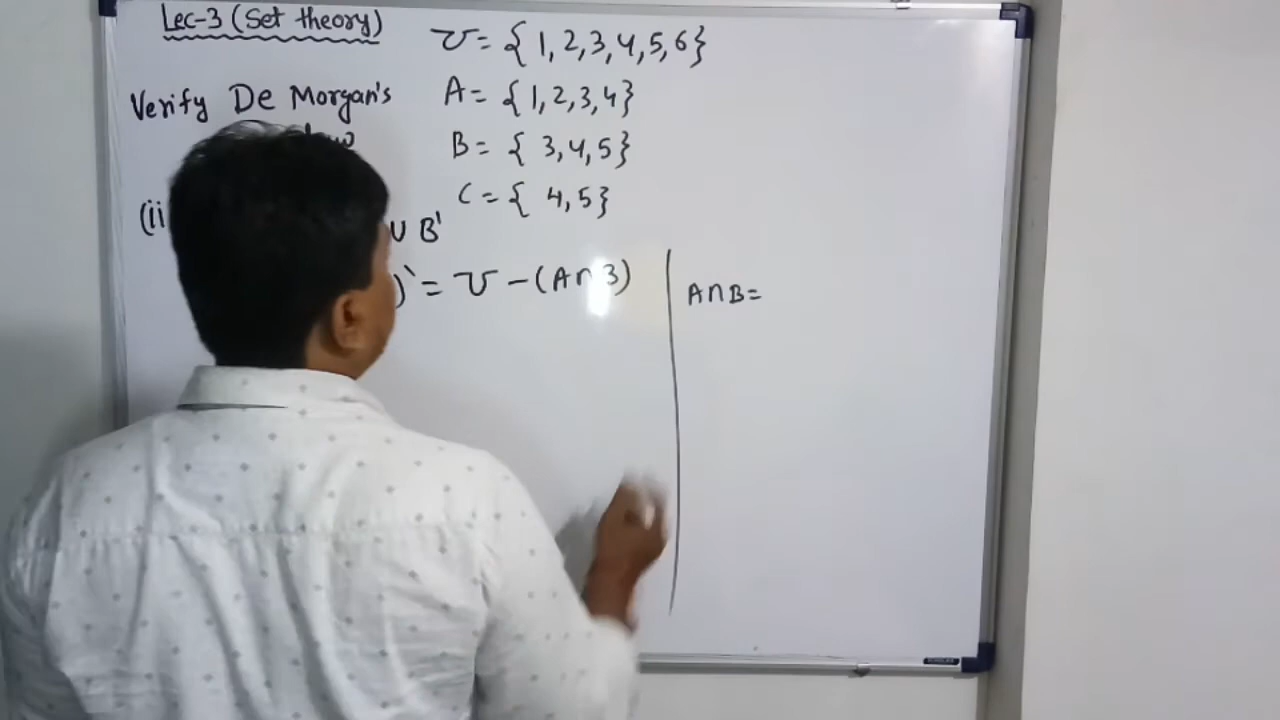 Lec-3 (Set theory)
U = { 1, 2, 3, 4, 5, 6 }
Verify De Morgan's
A = { 1, 2, 3, 4 }
B = { 3, 4, 5 }
C = { 4, 5 }
(ii
U B'
)' = U - (A ∩ B)
A ∩ B =